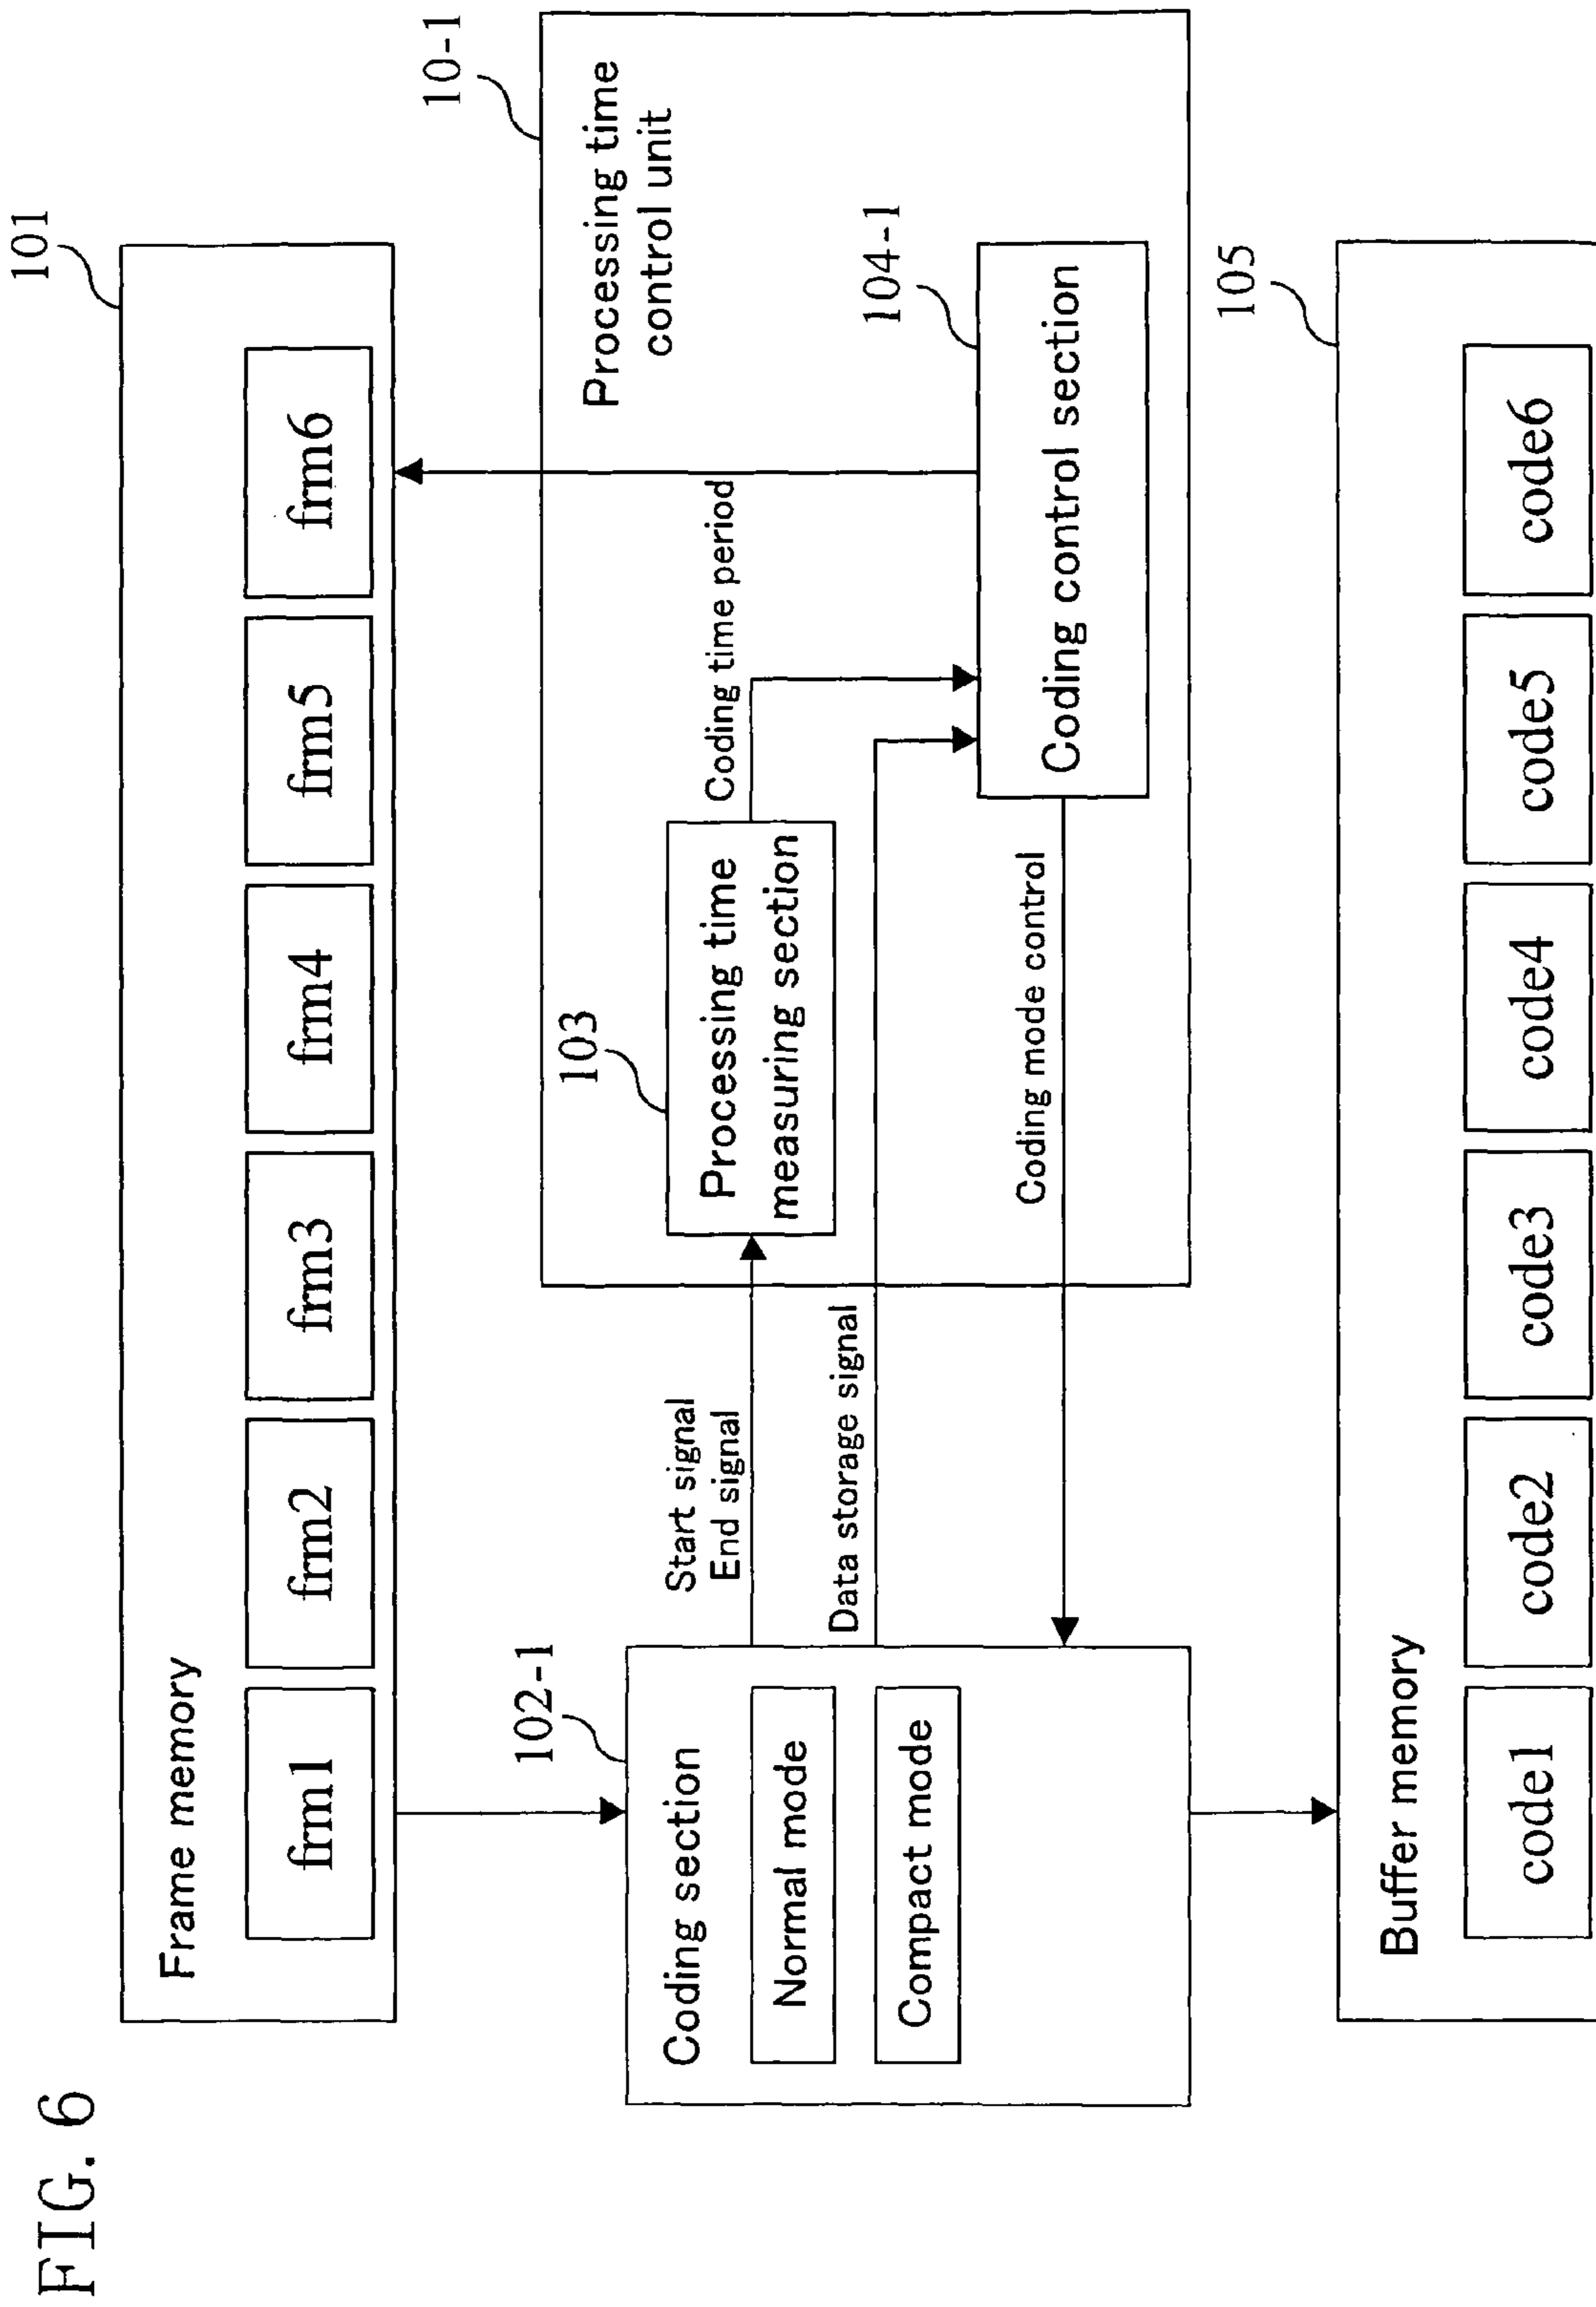 FIG. 6
101
Frame memory
frm1
frm2
frm3
frm4
frm5
frm6
10-1
Processing time
control unit
102-1
Coding section
Normal mode
Compact mode
Start signal
End signal
Data storage signal
103
Processing time
measuring section
Coding time period
104-1
Coding control section
Coding mode control
105
Buffer memory
code1
code2
code3
code4
code5
code6